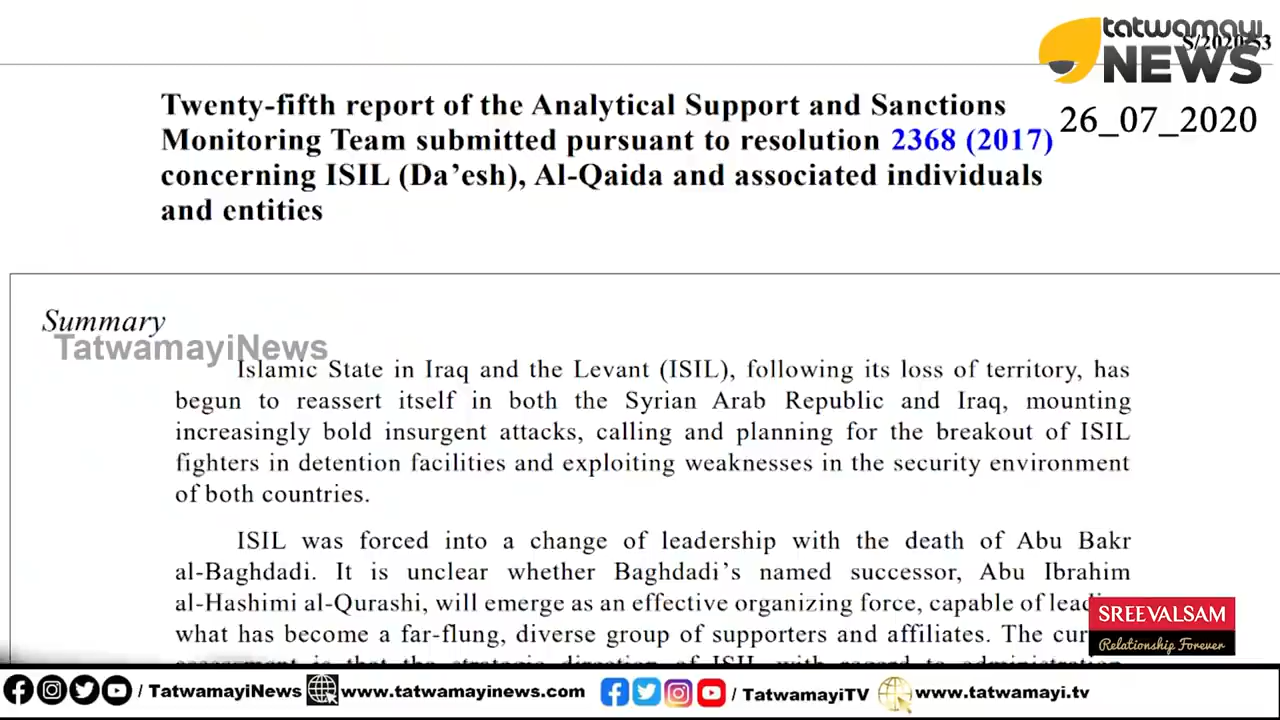 tatwamayi
NEWS
S/2020/53
26_07_2020
Twenty-fifth report of the Analytical Support and Sanctions
Monitoring Team submitted pursuant to resolution 2368 (2017)
concerning ISIL (Da’esh), Al-Qaida and associated individuals
and entities
Summary
TatwamayiNews
Islamic State in Iraq and the Levant (ISIL), following its loss of territory, has
begun to reassert itself in both the Syrian Arab Republic and Iraq, mounting
increasingly bold insurgent attacks, calling and planning for the breakout of ISIL
fighters in detention facilities and exploiting weaknesses in the security environment
of both countries.
ISIL was forced into a change of leadership with the death of Abu Bakr
al-Baghdadi. It is unclear whether Baghdadi’s named successor, Abu Ibrahim
al-Hashimi al-Qurashi, will emerge as an effective organizing force, capable of
what has become a far-flung, diverse group of supporters and affiliates. The
SREEVALSAM
Relationship Forever
/ TatwamayiNews www.tatwamayinews.com / TatwamayiTV www.tatwamayi.tv